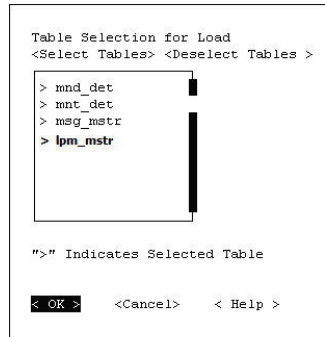 Table Selection for Load
<Select Tables> <Deselect Tables >
> mnd_det
> mnt_det
> msg_mstr
> lpm_mstr
">" Indicates Selected Table
< OK > <Cancel> < Help >